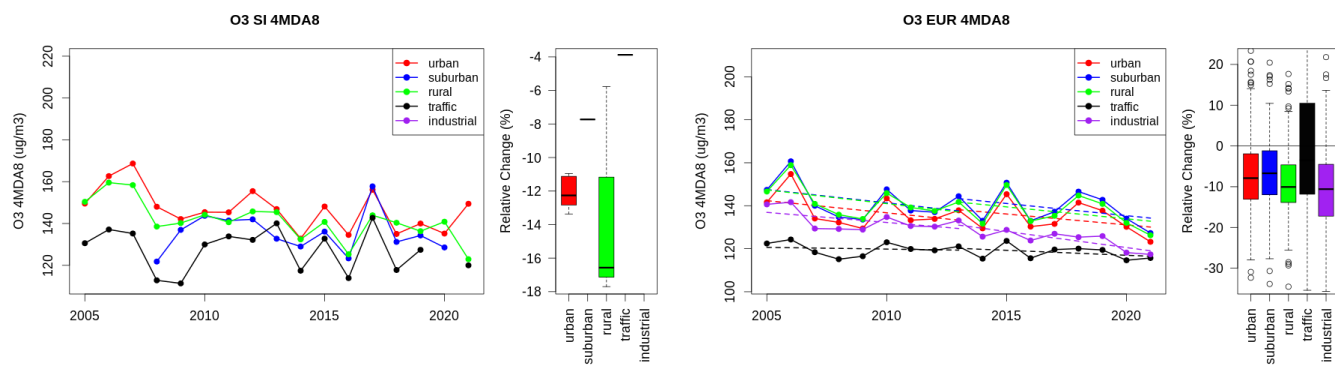 O3 SI 4MDA8
O3 4MDA8 (ug/m3)
220
200
180
160
140
120
2005
2010
2015
2020
urban
suburban
rural
traffic
industrial
Relative Change (%)
-4
-6
-8
-10
-12
-14
-16
-18
urban
suburban
rural
traffic
industrial
O3 EUR 4MDA8
O3 4MDA8 (ug/m3)
200
180
160
140
120
100
2005
2010
2015
2020
urban
suburban
rural
traffic
industrial
Relative Change (%)
20
10
0
-10
-20
-30
urban
suburban
rural
traffic
industrial